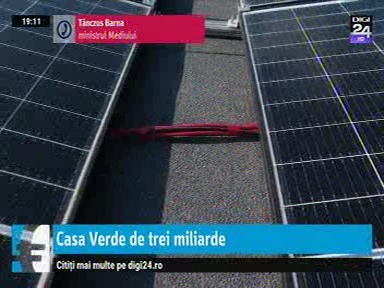 19:11
Tánczos Barna
ministrul Mediului
DIGI
24
HD
Casa Verde de trei miliarde
Citiți mai multe pe digi24.ro